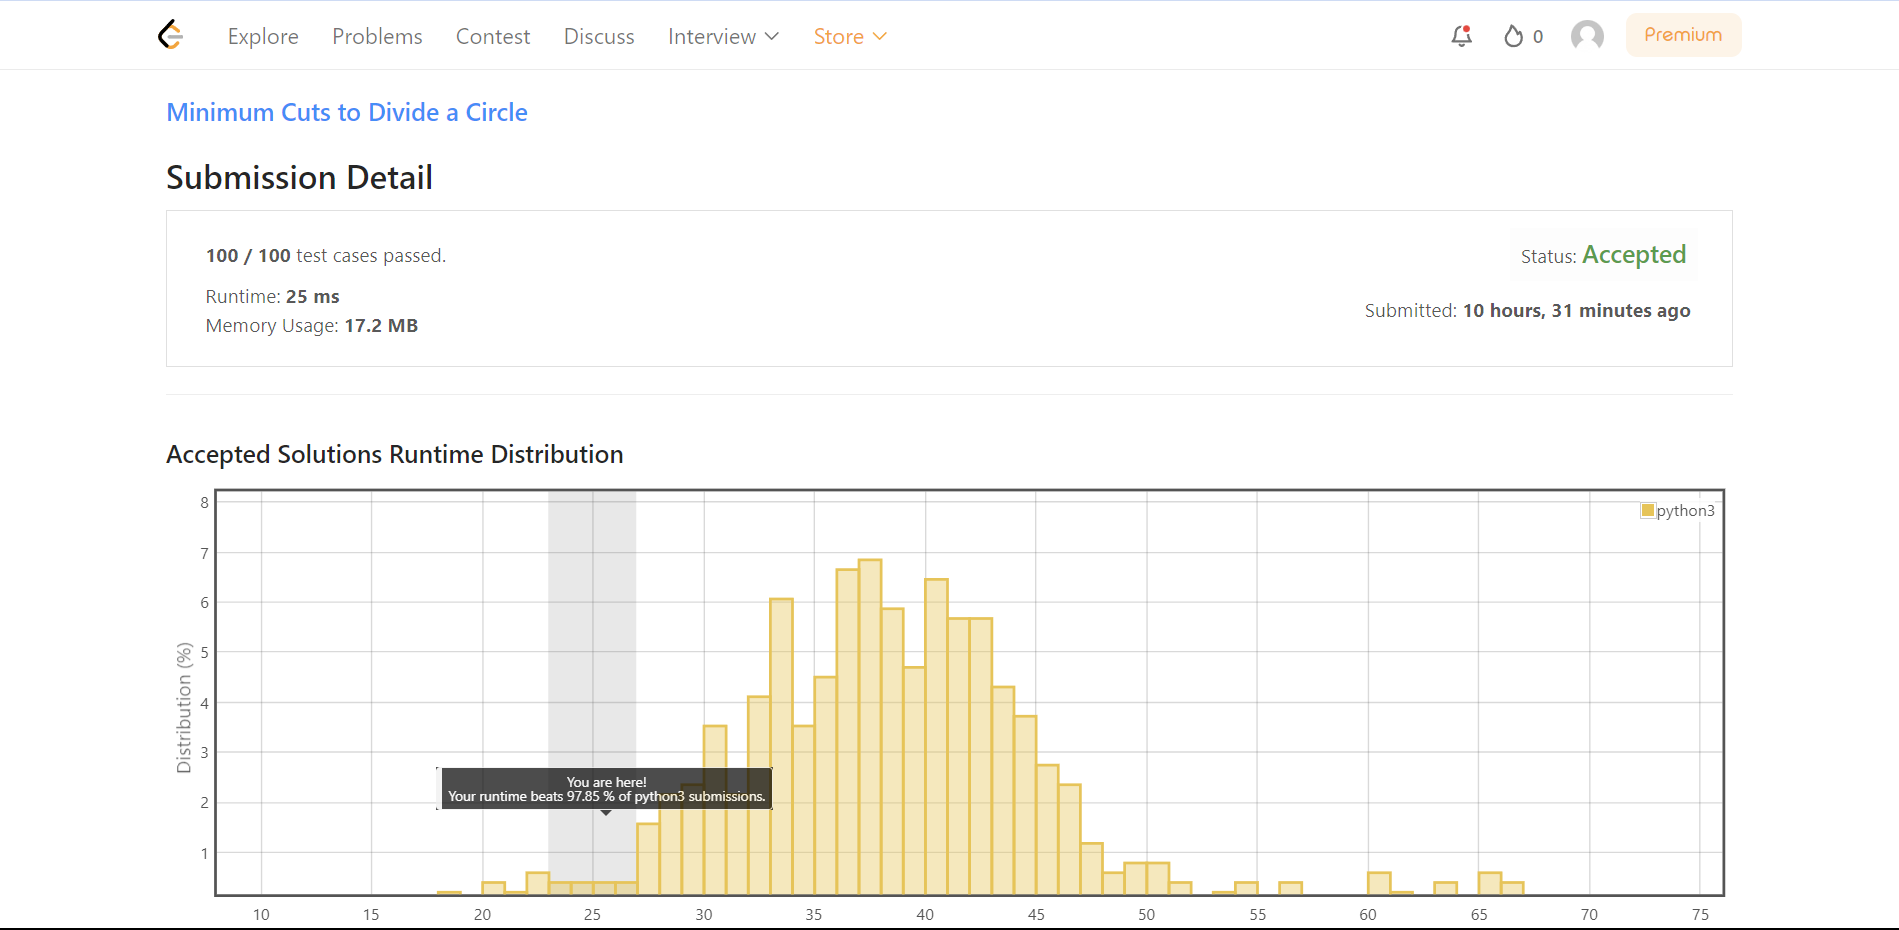 Explore Problems Contest Discuss Interview Store 0 Premium
Minimum Cuts to Divide a Circle
Submission Detail
100 / 100 test cases passed.
Status: Accepted
Runtime: 25 ms
Submitted: 10 hours, 31 minutes ago
Memory Usage: 17.2 MB
Accepted Solutions Runtime Distribution
python3
Distribution (%)
8
7
6
5
4
3
2
1
You are here!
Your runtime beats 97.85 % of python3 submissions.
10 15 20 25 30 35 40 45 50 55 60 65 70 75